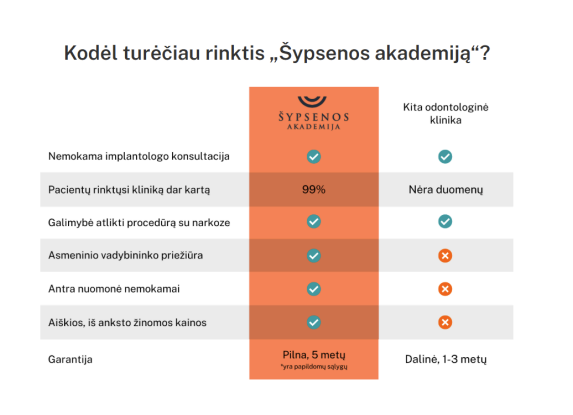 Kodėl turėčiau rinktis „Šypsenos akademiją“?
ŠYPSENOS
AKADEMIJA
Kita odontologinė
klinika
Nemokama implantologo konsultacija
Pacientų rinktųsi kliniką dar kartą
99%
Nėra duomenų
Galimybė atlikti procedūrą su narkoze
Asmeninio vadybininko priežiūra
Antra nuomonė nemokamai
Aiškios, iš anksto žinomos kainos
Garantija
Pilna, 5 metų
*yra papildomų sąlygų
Dalinė, 1-3 metų